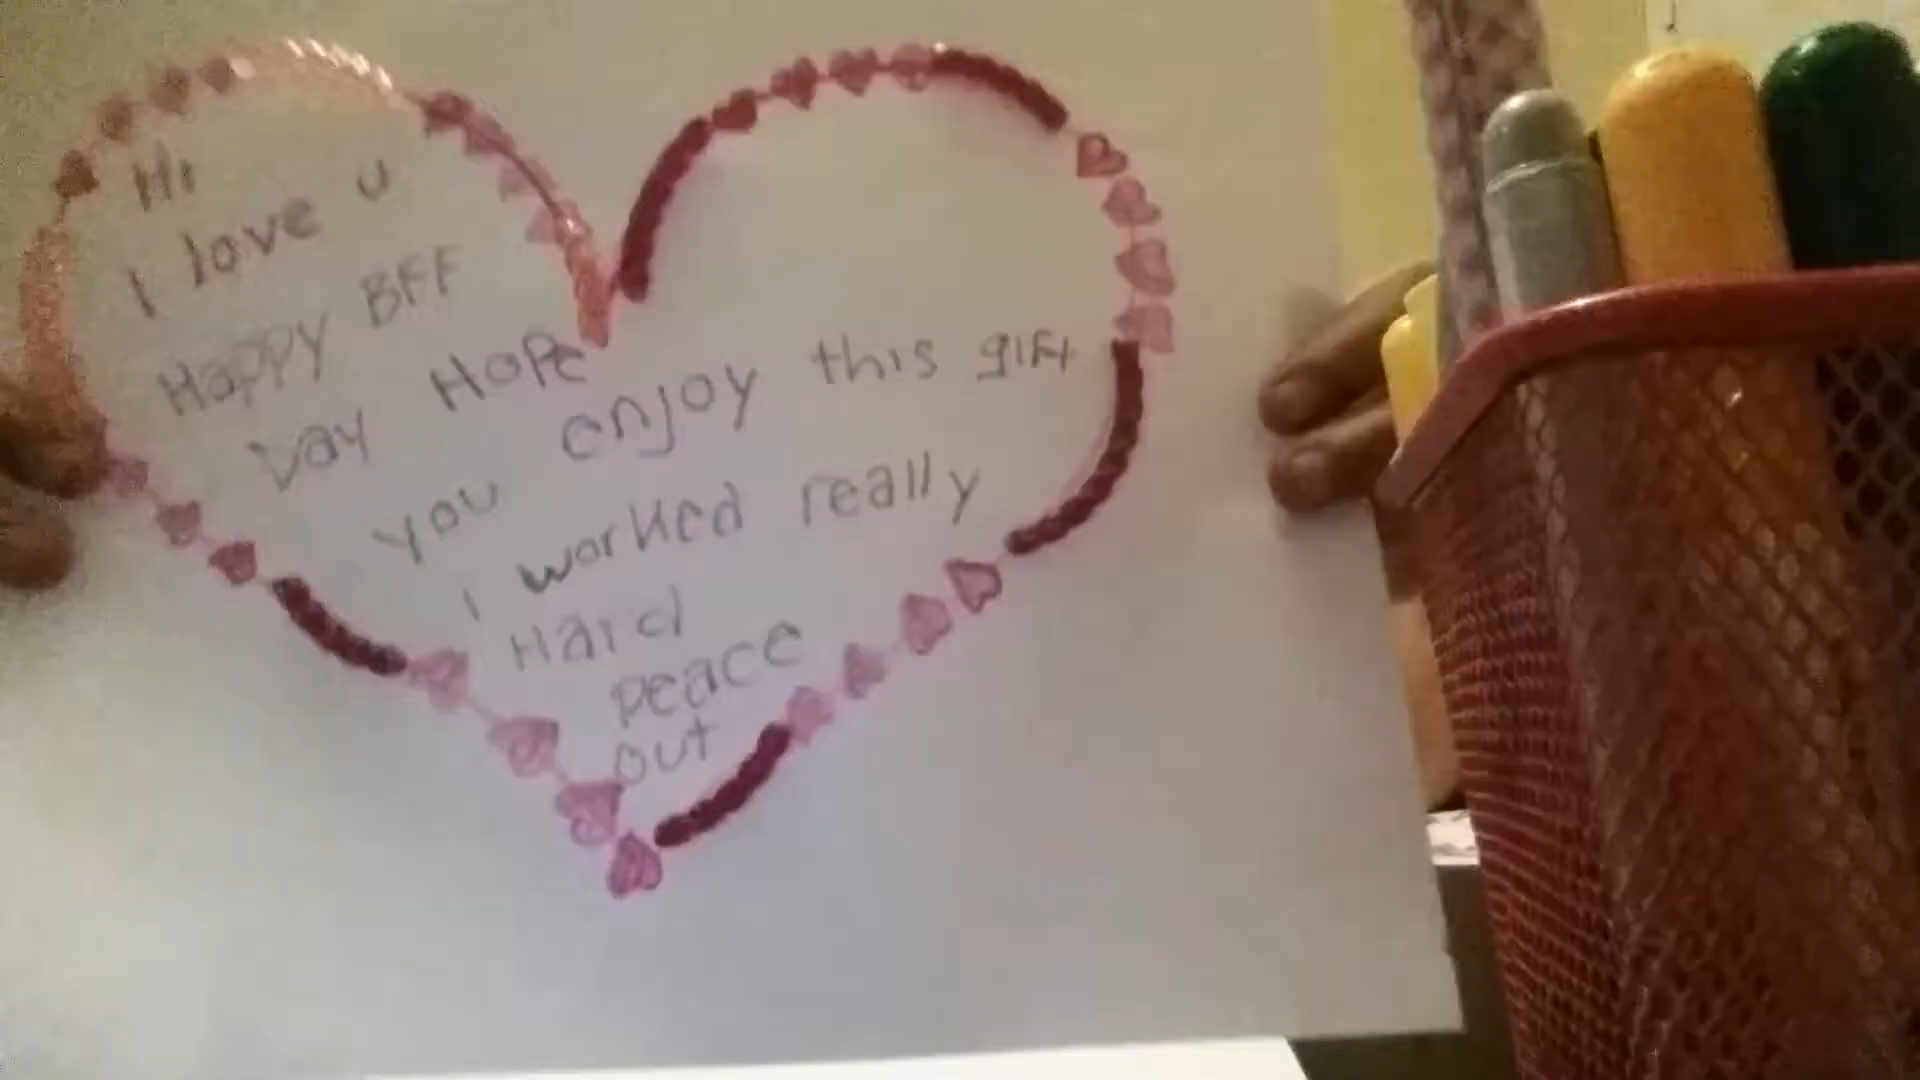 Hi
I love u
Happy BFF
Day Hope
you enjoy this gift
I worked really
Hard
peace
out